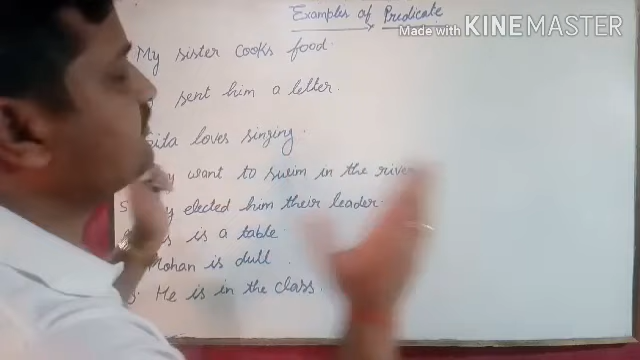 Examples of Predicate
Made with KINEMASTER
My sister cooks food.
sent him a letter.
loves singing.
want to swim in the river
elected him their leader.
is a table
Mohan is dull
He is in the class.